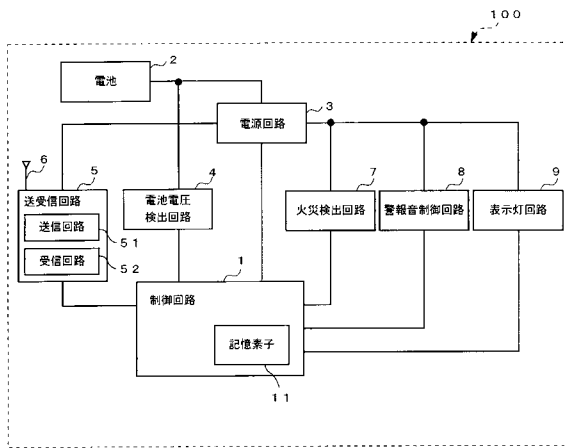 100
電池
2
電源回路
3
6
送受信回路
5
送信回路
51
受信回路
52
電池電圧
検出回路
4
火災検出回路
7
警報音制御回路
8
表示灯回路
9
制御回路
1
記憶素子
11